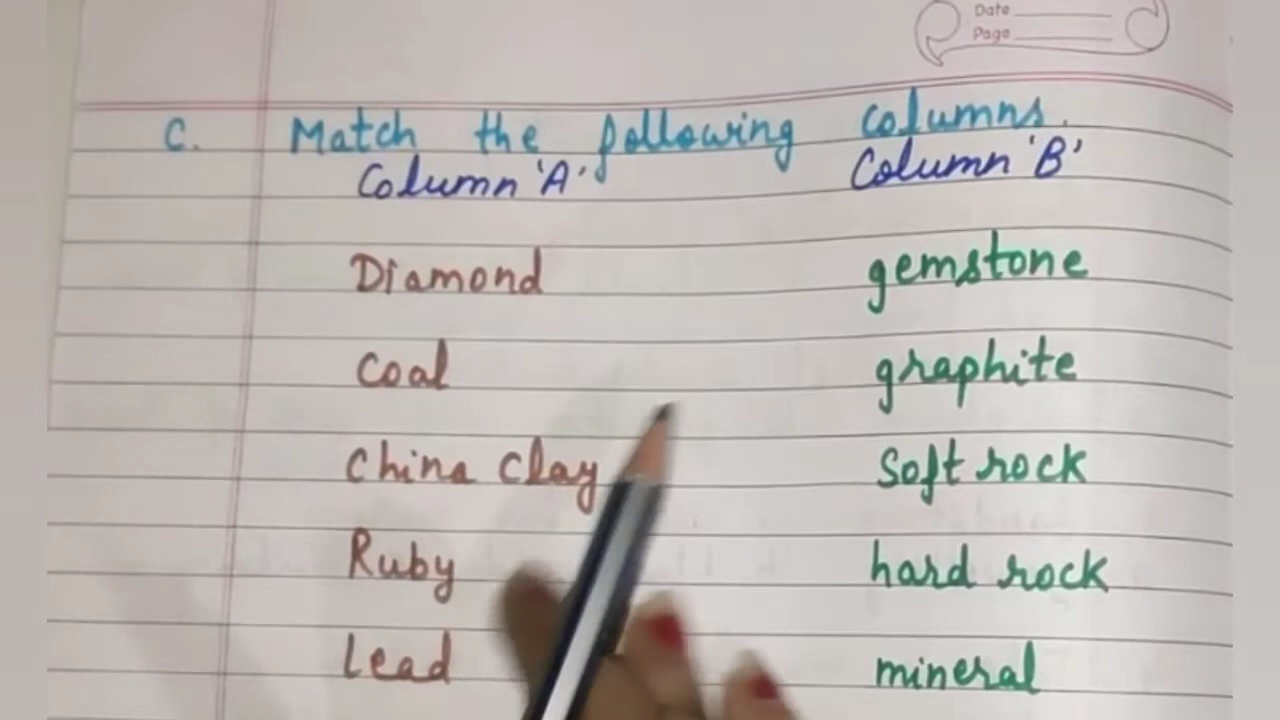 Date
Page
C. Match the following columns.
Column 'A' Column 'B'
Diamond gemstone
Coal graphite
China Clay Soft rock
Ruby hard rock
Lead mineral